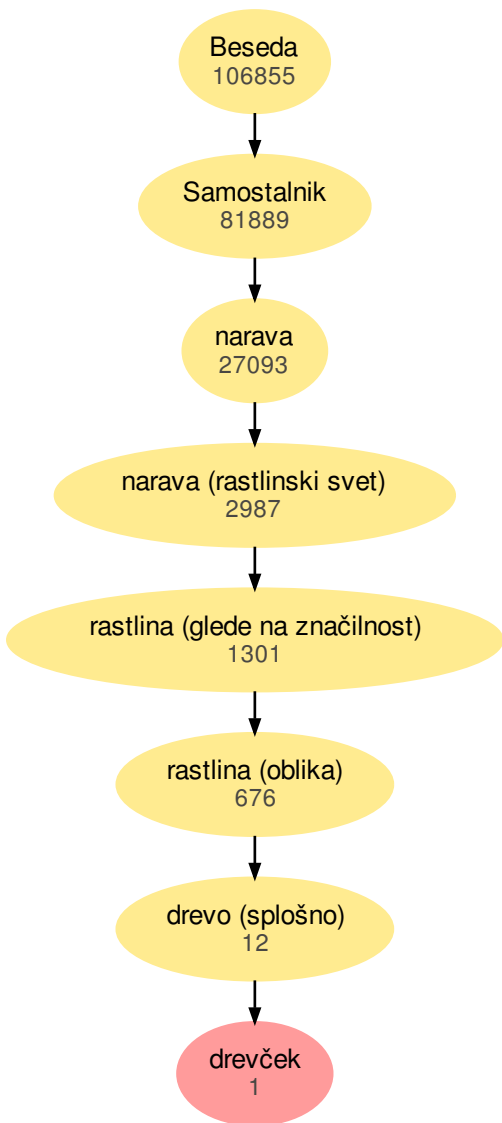 Beseda
106855
Samostalnik
81889
narava
27093
narava (rastlinski svet)
2987
rastlina (glede na značilnost)
1301
rastlina (oblika)
676
drevo (splošno)
12
drevček
1